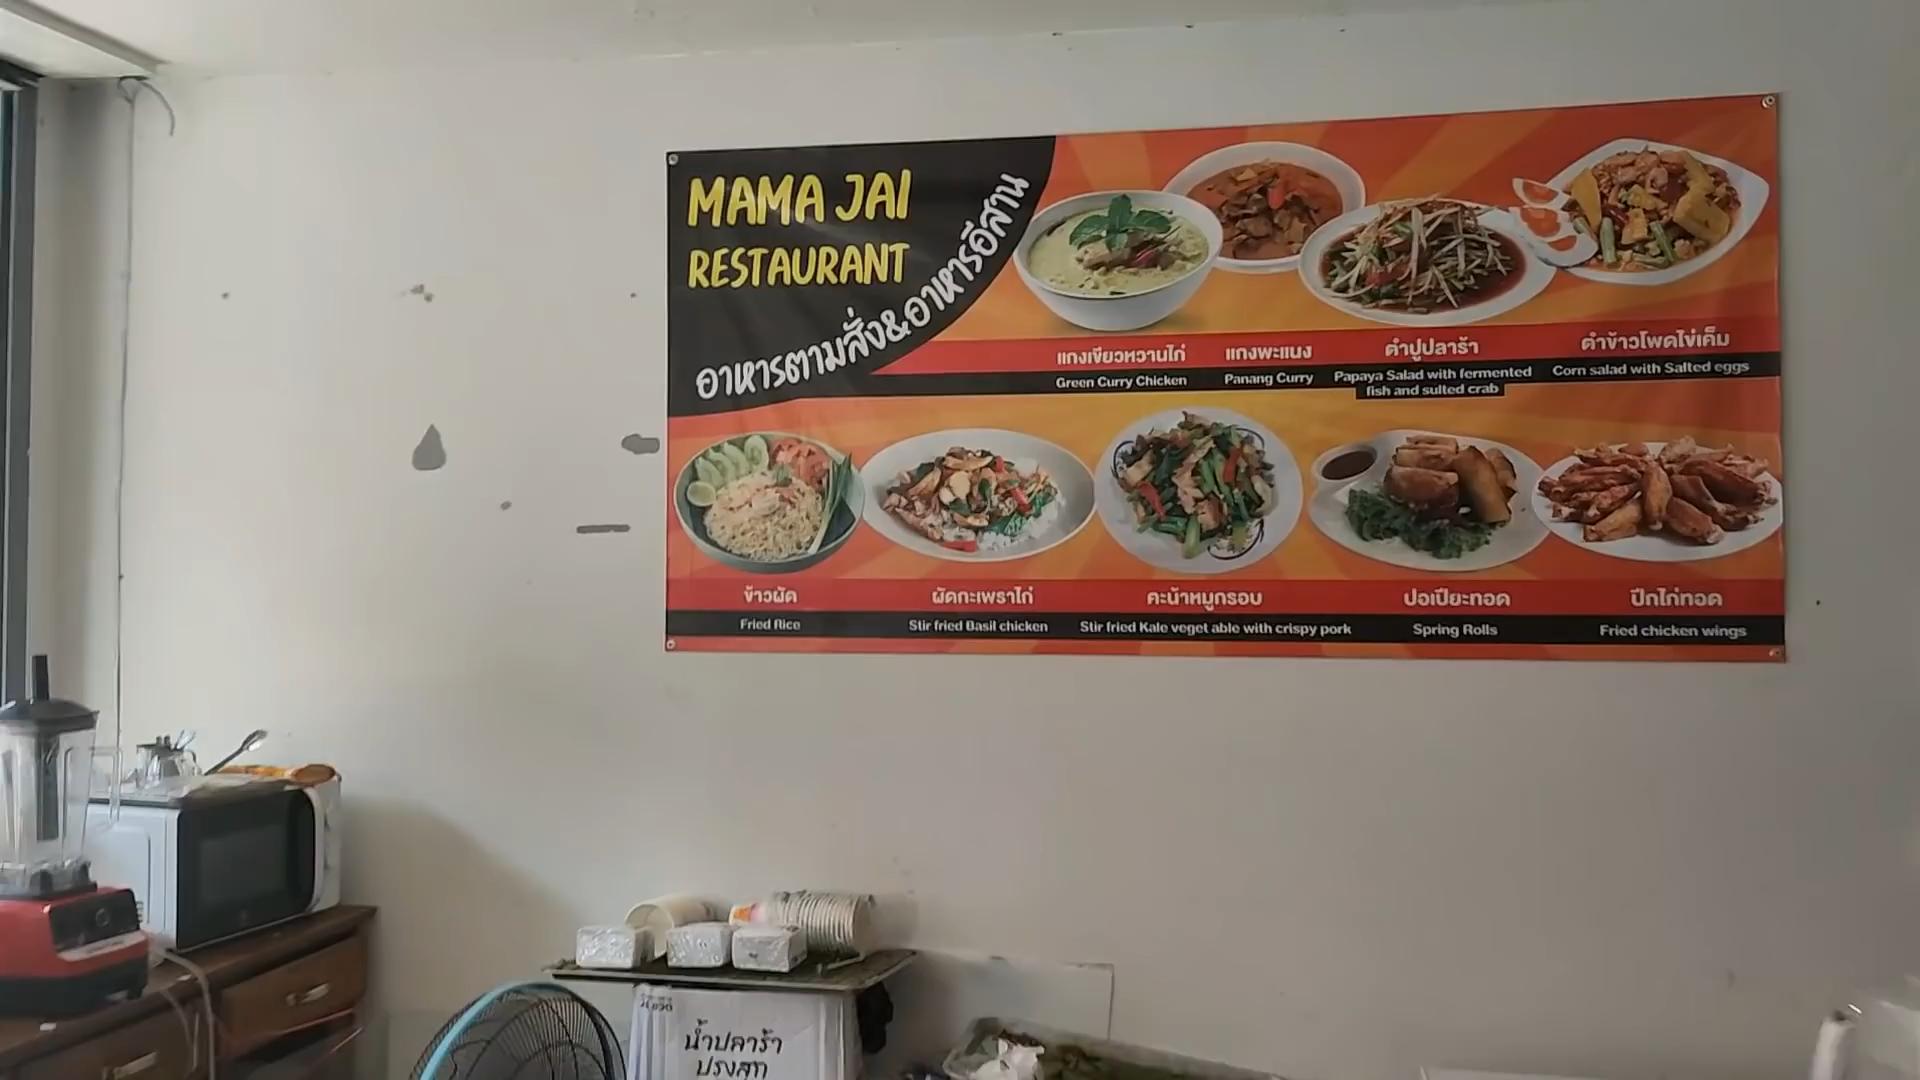 MAMA JAI
RESTAURANT
อาหารตามสั่ง&อาหารอีสาน
แกงเขียวหวานไก่
Green Curry Chicken
แกงพะแนง
Panang Curry
ตำปูปลาร้า
Papaya Salad with fermented
fish and sulted crab
ตำข้าวโพดไข่เค็ม
Corn salad with Salted eggs
ข้าวผัด
Fried Rice
ผัดกะเพราไก่
Stir fried Basil chicken
คะน้าหมูกรอบ
Stir fried Kale veget able with crispy pork
ปอเปียะทอด
Spring Rolls
ปีกไก่ทอด
Fried chicken wings
น้ำปลาร้า
ปรุงสุก